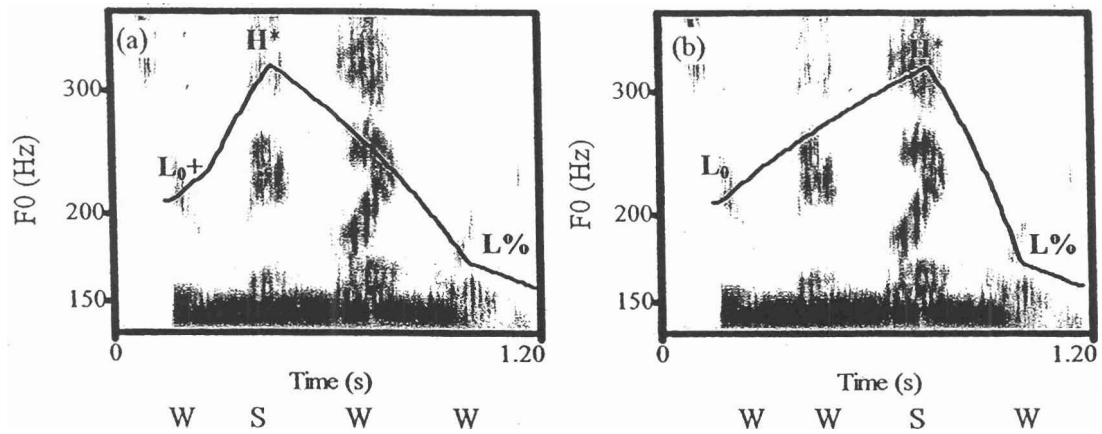 (a)
H*
300
L₀+
F0 (Hz)
200
L%
150
0
1.20
Time (s)
W S W W
(b)
H*
300
L₀
F0 (Hz)
200
L%
150
0
1.20
Time (s)
W W S W